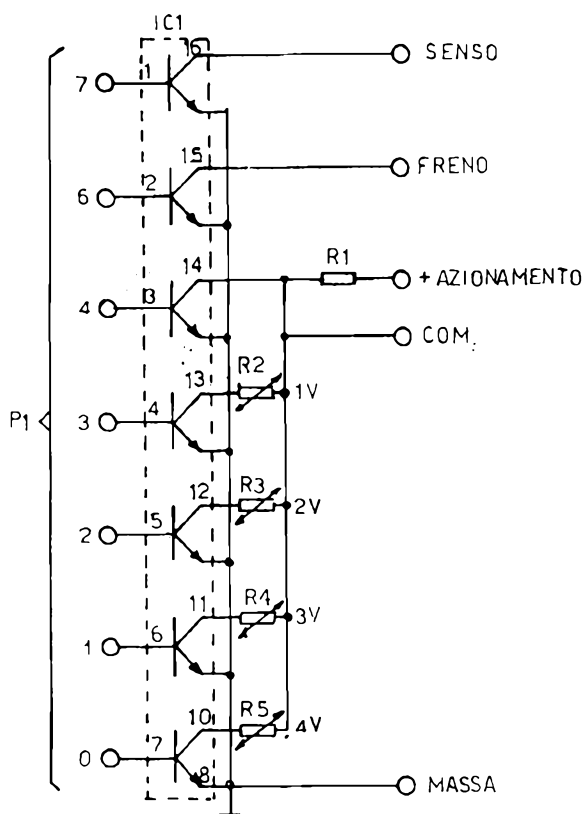 IC1
16
SENSO
7
1
15
FRENO
6
2
14
R1
+ AZIONAMENTO
4
3
COM.
13
R2
1V
P1
3
4
12
R3
2V
2
5
11
R4
3V
1
6
10
R5
4V
0
7
8
MASSA